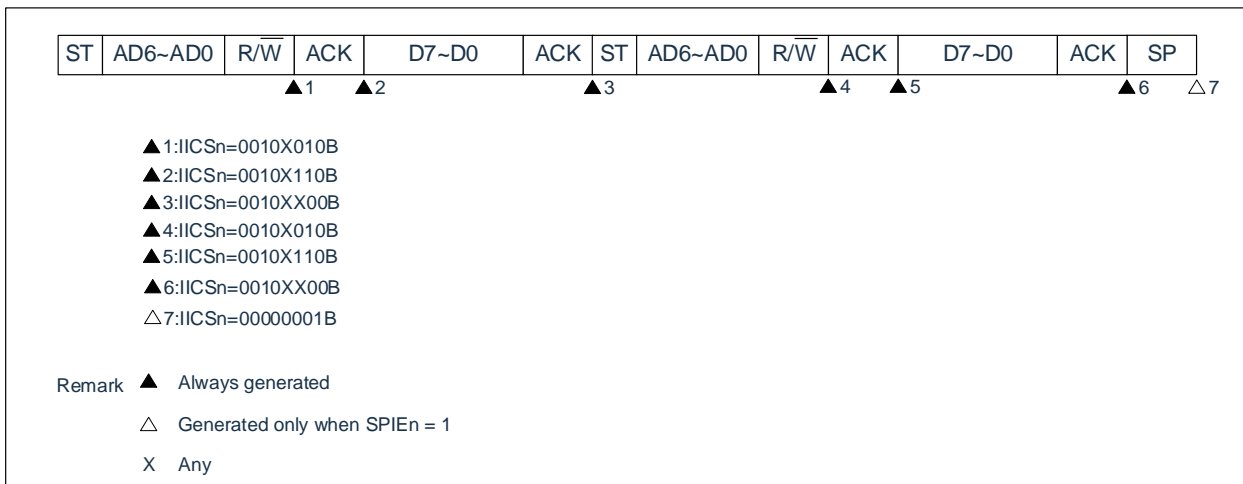 ST AD6~AD0 R/W ACK D7~D0 ACK ST AD6~AD0 R/W ACK D7~D0 ACK SP
▲1 ▲2 ▲3 ▲4 ▲5 ▲6 △7
▲1:IICSn=0010X010B
▲2:IICSn=0010X110B
▲3:IICSn=0010XX00B
▲4:IICSn=0010X010B
▲5:IICSn=0010X110B
▲6:IICSn=0010XX00B
△7:IICSn=00000001B
Remark ▲ Always generated
△ Generated only when SPIEn = 1
X Any